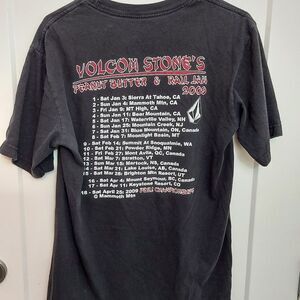 VOLCOM STONE'S
PEANUT BUTTER & RAIL JAM
2009
1 - Sat Jan 3: Sierra At Tahoe, CA
2 - Sun Jan 4: Mammoth Mtn, CA
3 - Fri Jan 9: MT High, CA
4 - Sun Jan 11: Bear Mountain, CA
5 - Sat Jan 17: Waterville Valley, NH
6 - Sun Jan 25: Mountain Creek, NJ
7 - Sat Jan 31: Blue Mountain, ON, Canada
8 - Sat Feb 7: Moonlight Basin, MT
9 - Sat Feb 14: Summit At Snoqualmie, WA
10 - Sat Feb 21: Powder Ridge, MN
11 - Fri Feb 27: Mont Avila, QC, Canada
12 - Sat Mar 7: Stratton, VT
13 - Sun Mar 15: Martock, NS, Canada
14 - Sat Mar 21: Lake Louise, AB, Canada
15 - Sat Mar 28: Brighton Mtn Resort, UT
16 - Sat Apr 4: Mount Seymour, BC, Canada
17 - Sat Apr 11: Keystone Resort, CO
18 - Sat April 25: 2009 CHAMPIONSHIPS
@ Mammoth Mtn